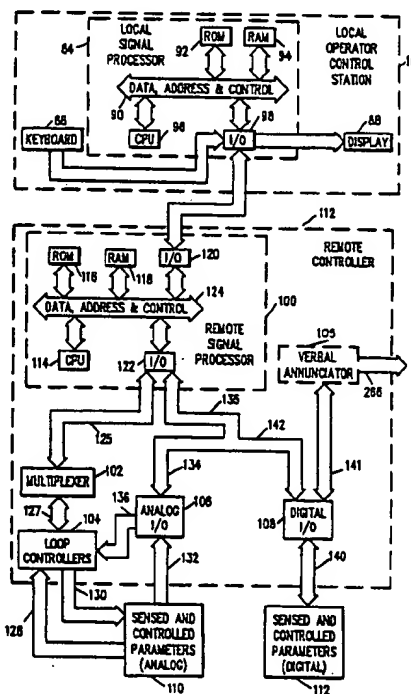 84
LOCAL SIGNAL PROCESSOR
92
94
ROM
RAM
LOCAL OPERATOR CONTROL STATION
DATA, ADDRESS & CONTROL
90
96
98
CPU
I/O
KEYBOARD
DISPLAY
88
112
ROM
RAM
I/O
120
116
118
REMOTE CONTROLLER
124
100
DATA, ADDRESS & CONTROL
REMOTE SIGNAL PROCESSOR
114
CPU
122
I/O
105
VERBAL ANNUNCIATOR
266
135
125
142
102
134
141
MULTIPLEXER
127
104
136
ANALOG I/O
106
108
DIGITAL I/O
LOOP CONTROLLERS
132
140
128
130
SENSED AND CONTROLLED PARAMETERS (ANALOG)
110
SENSED AND CONTROLLED PARAMETERS (DIGITAL)
112